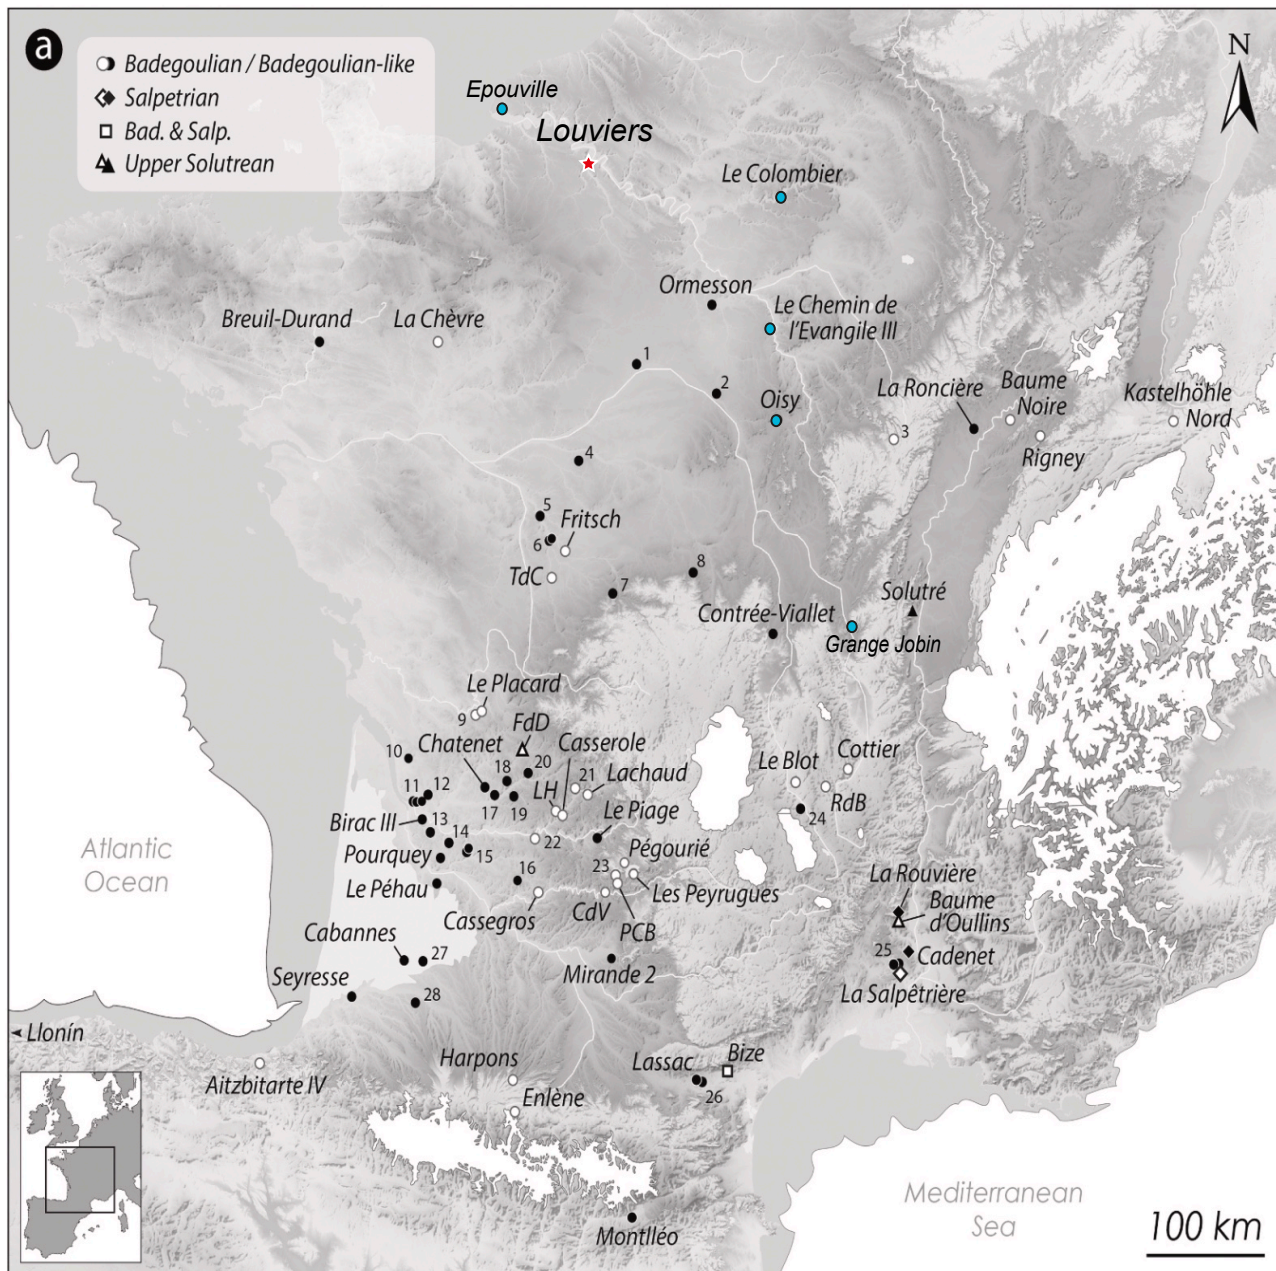 a
Badegoulian / Badegoulian-like
Salpetrian
Bad. & Salp.
Upper Solutrean
N
Epouville
Louviers
Le Colombier
Ormesson
Le Chemin de
l'Evangile III
Breuil-Durand
La Chèvre
1
2
Oisy
La Roncière
Baume
Noire
Kastelhöhle
Nord
3
Rigney
4
5
Fritsch
6
TdC
7
8
Contrée-Viallet
Solutré
Grange Jobin
Le Placard
9
FdD
Chatenet
Casserole
10
18
20
21
Lachaud
Le Blot
Cottier
11
12
17
19
LH
Le Piage
24
RdB
Birac III
13
14
22
Pégourié
Pourquey
15
16
23
Les Peyrugues
Le Péhau
Cassegros
CdV
PCB
La Rouvière
Baume
d'Oullins
Cabannes
27
Mirande 2
25
Cadenet
La Salpêtrière
Seyresse
28
Llonín
Aitzbitarte IV
Harpons
Enlène
Lassac
Bize
26
Montlléo
Atlantic
Ocean
Mediterranean
Sea
100 km